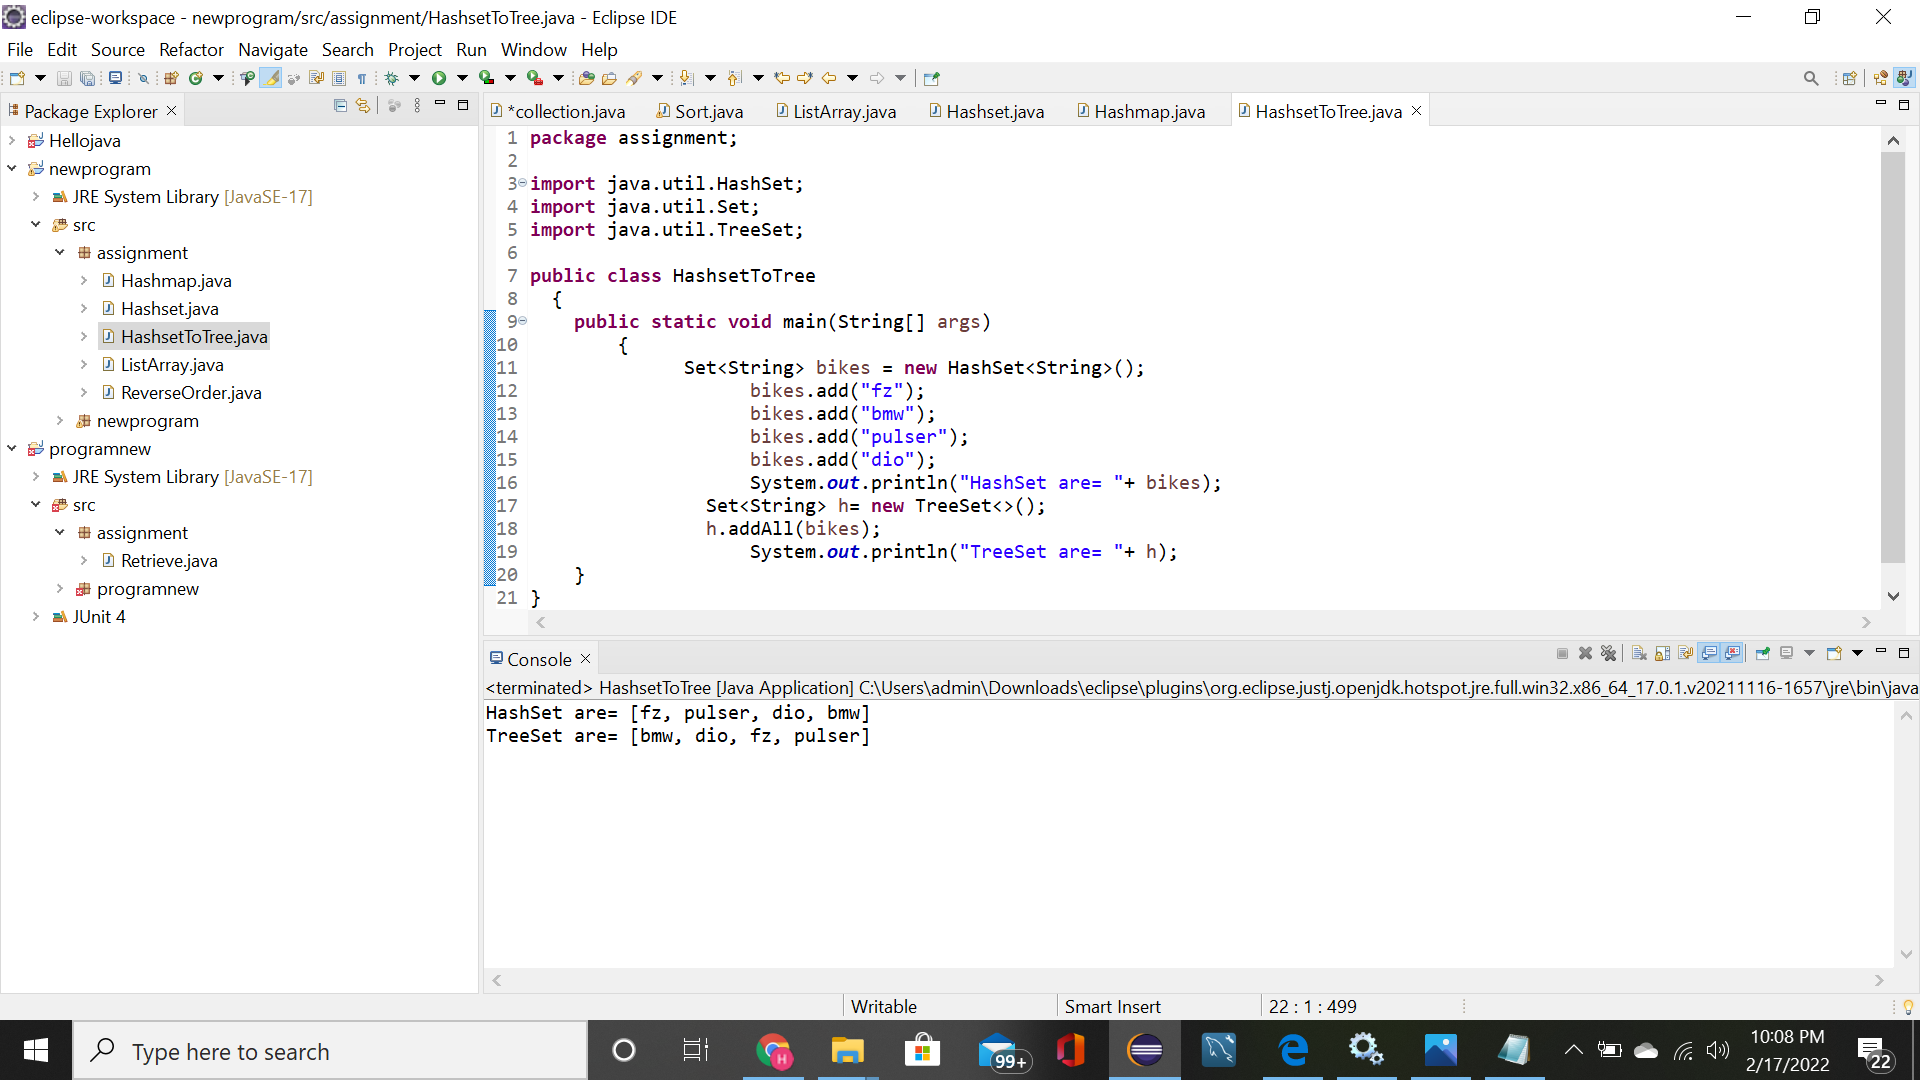 eclipse-workspace - newprogram/src/assignment/HashsetToTree.java - Eclipse IDE
File Edit Source Refactor Navigate Search Project Run Window Help
Package Explorer
Hellojava
newprogram
JRE System Library [JavaSE-17]
src
assignment
Hashmap.java
Hashset.java
HashsetToTree.java
ListArray.java
ReverseOrder.java
newprogram
programnew
JRE System Library [JavaSE-17]
src
assignment
Retrieve.java
programnew
JUnit 4
*collection.java Sort.java ListArray.java Hashset.java Hashmap.java HashsetToTree.java
1 package assignment;
2
3 import java.util.HashSet;
4 import java.util.Set;
5 import java.util.TreeSet;
6
7 public class HashsetToTree
8 {
9 public static void main(String[] args)
10 {
11 Set<String> bikes = new HashSet<String>();
12 bikes.add("fz");
13 bikes.add("bmw");
14 bikes.add("pulser");
15 bikes.add("dio");
16 System.out.println("HashSet are= "+ bikes);
17 Set<String> h= new TreeSet<>();
18 h.addAll(bikes);
19 System.out.println("TreeSet are= "+ h);
20 }
21 }
Console
<terminated> HashsetToTree [Java Application] C:\Users\admin\Downloads\eclipse\plugins\org.eclipse.justj.openjdk.hotspot.jre.full.win32.x86_64_17.0.1.v20211116-1657\jre\bin\java
HashSet are= [fz, pulser, dio, bmw]
TreeSet are= [bmw, dio, fz, pulser]
Writable Smart Insert 22 : 1 : 499
Type here to search
H
99+
10:08 PM
2/17/2022
22